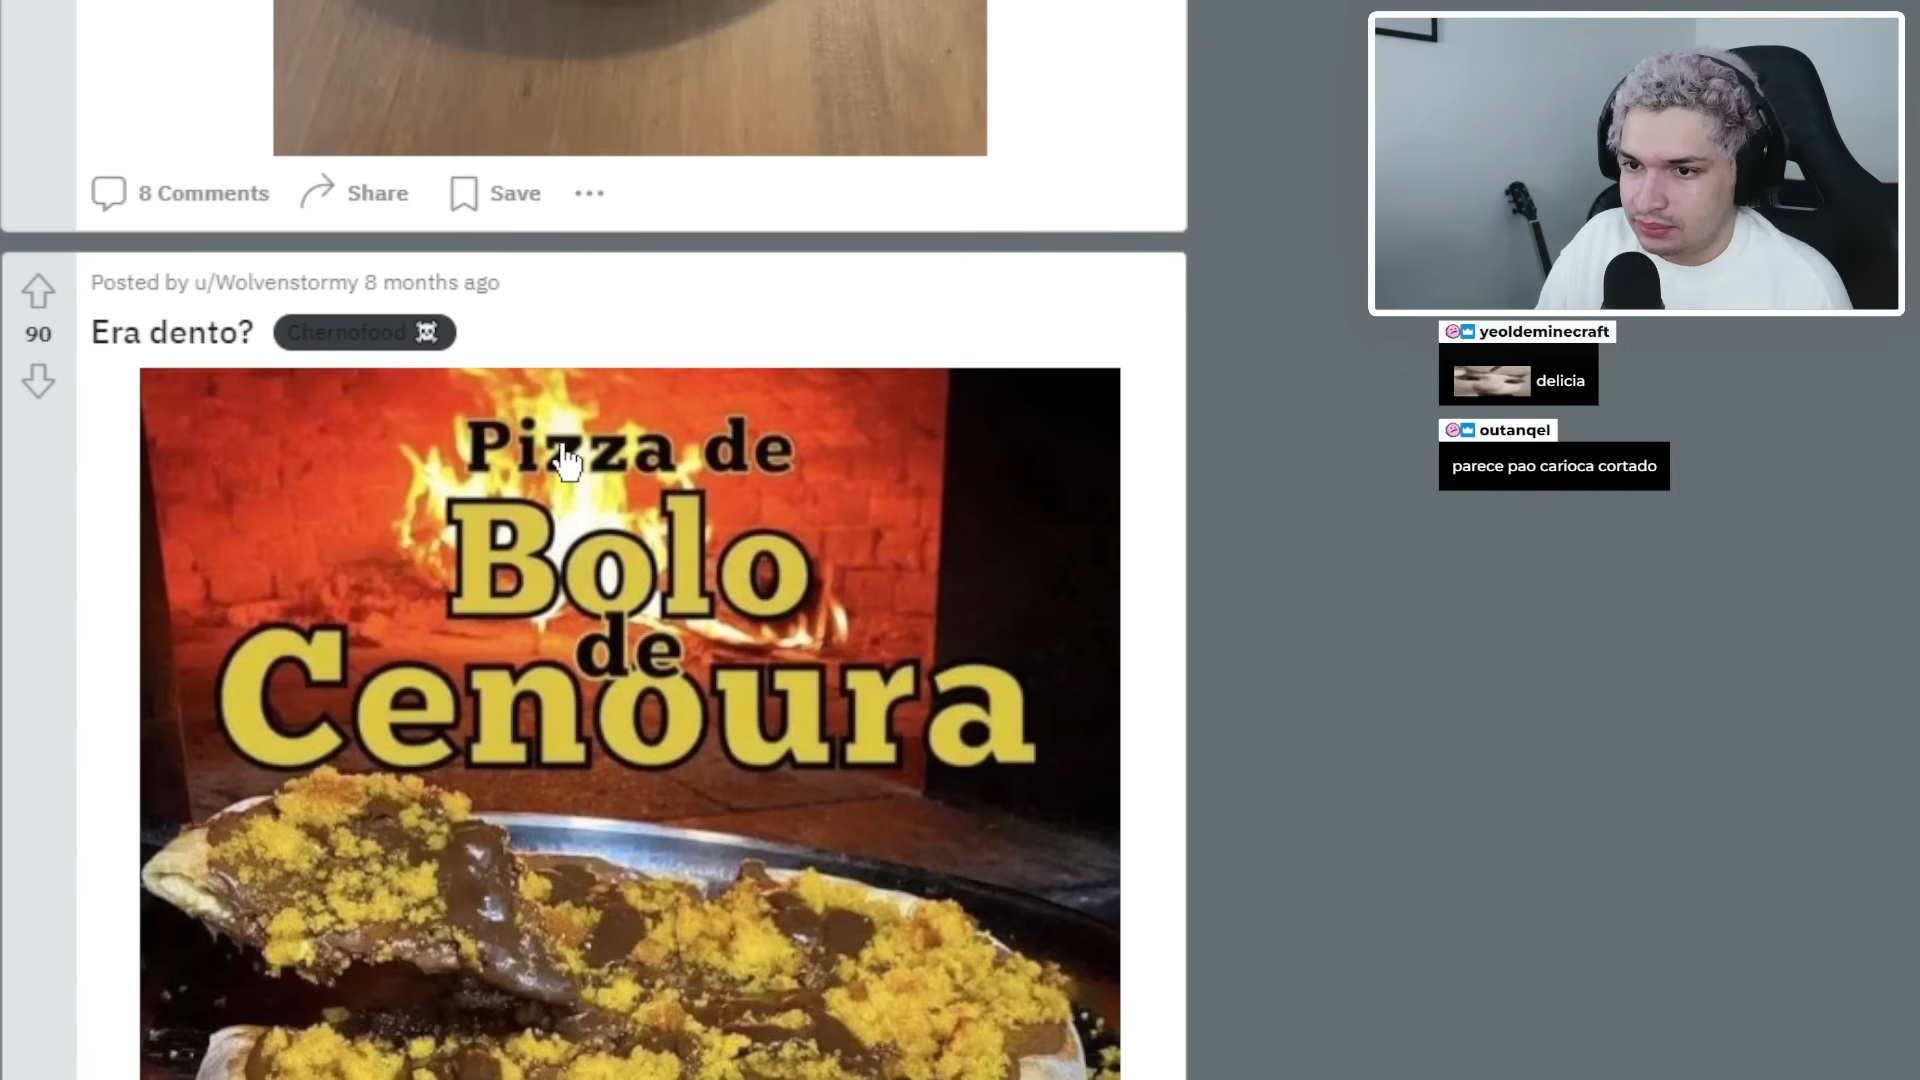 8 Comments
Share
Save
Posted by u/Wolvenstormy 8 months ago
90
Era dento?
Chernofood
Pizza de
Bolo
de
Cenoura
yeoldeminecraft
delicia
outanqel
parece pao carioca cortado